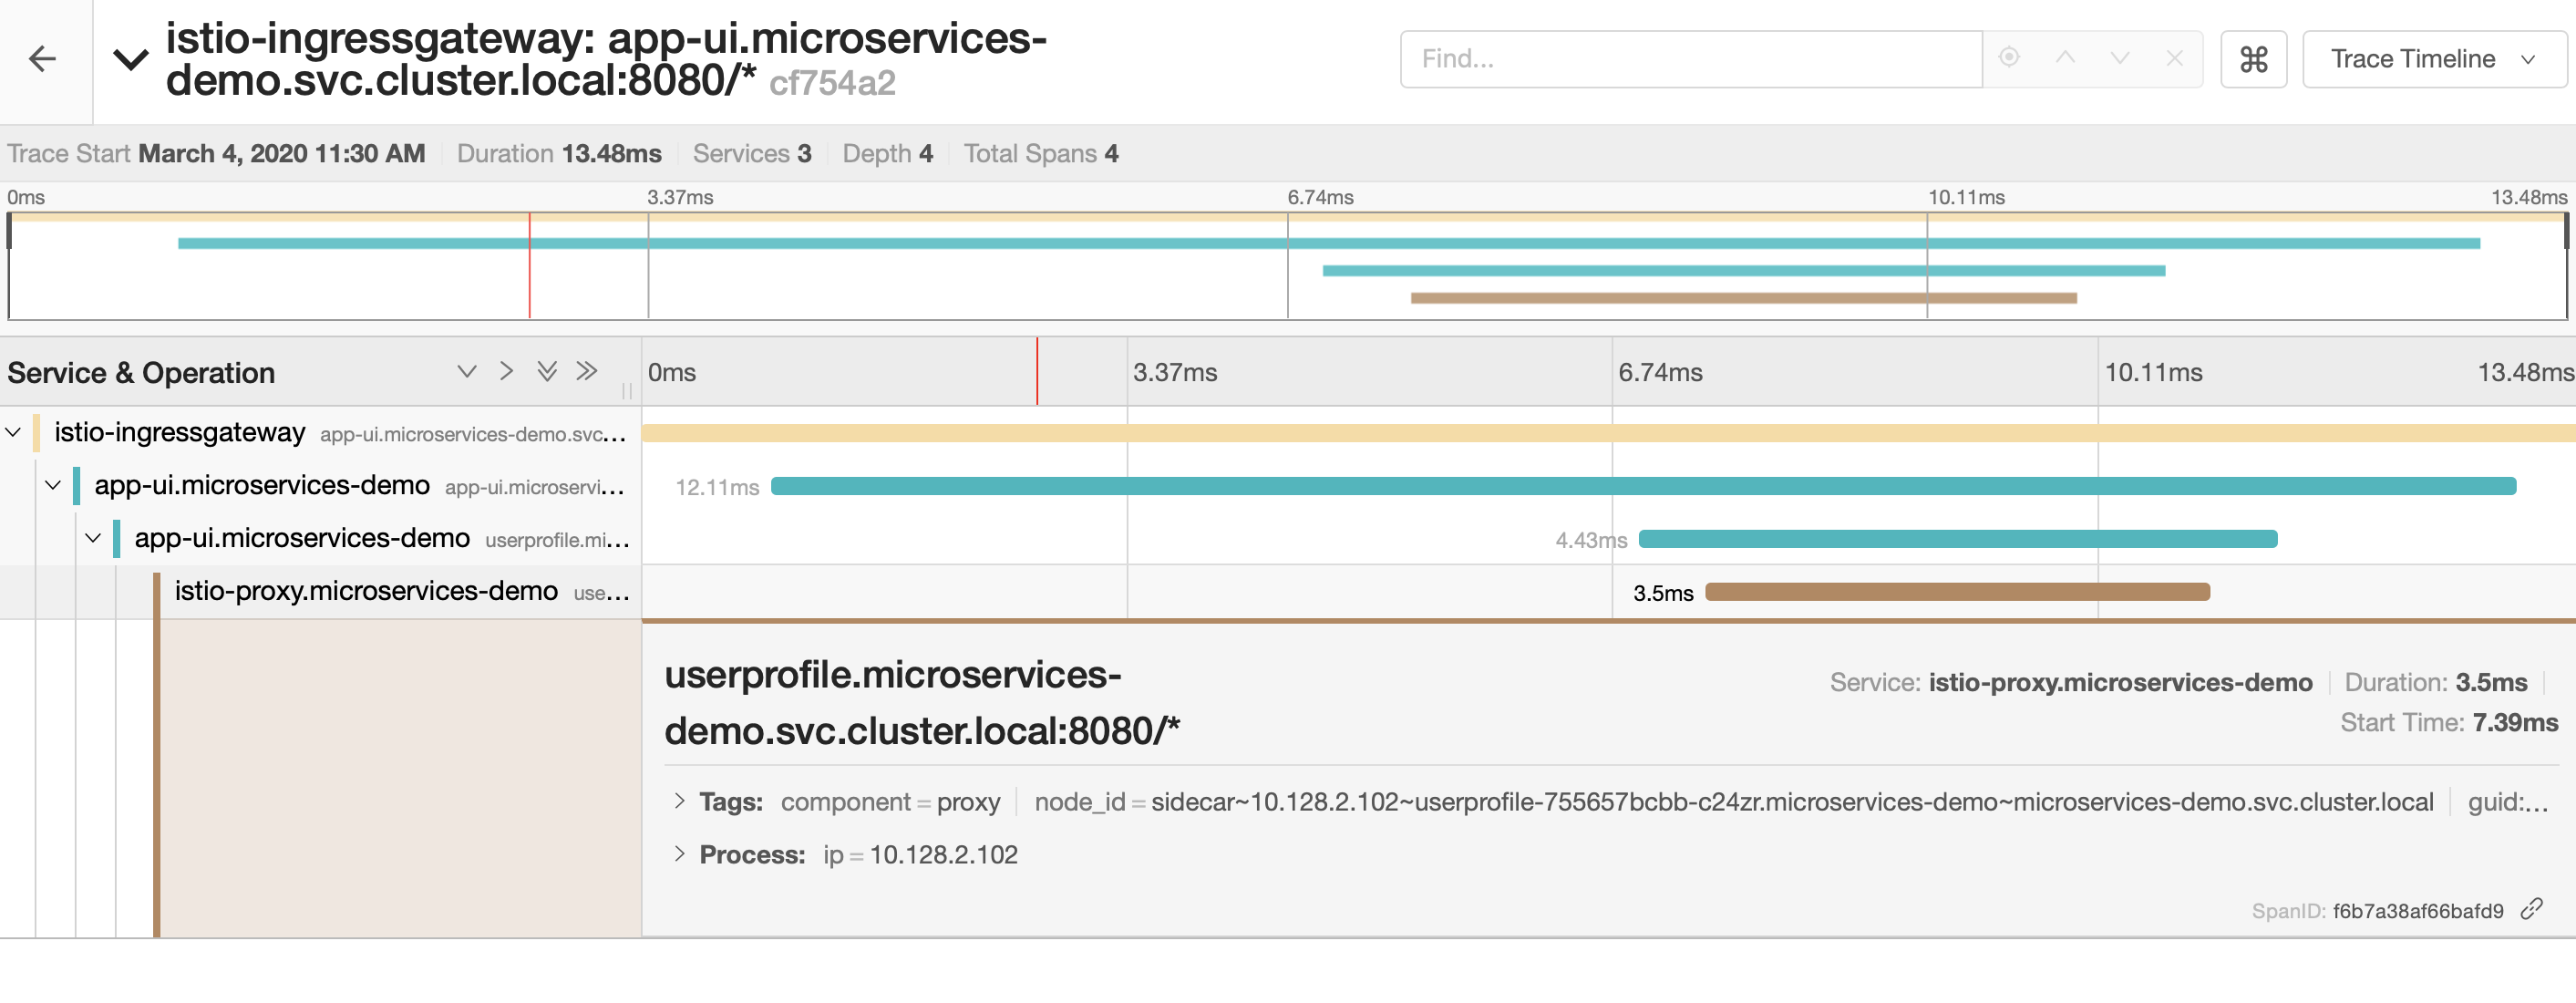 istio-ingressgateway: app-ui.microservices-
demo.svc.cluster.local:8080/* cf754a2
Find...
Trace Timeline
Trace Start March 4, 2020 11:30 AM Duration 13.48ms Services 3 Depth 4 Total Spans 4
0ms 3.37ms 6.74ms 10.11ms 13.48ms
Service & Operation 0ms 3.37ms 6.74ms 10.11ms 13.48ms
istio-ingressgateway app-ui.microservices-demo.svc...
app-ui.microservices-demo app-ui.microservi... 12.11ms
app-ui.microservices-demo userprofile.mi... 4.43ms
istio-proxy.microservices-demo use... 3.5ms
userprofile.microservices-
demo.svc.cluster.local:8080/*
Service: istio-proxy.microservices-demo Duration: 3.5ms
Start Time: 7.39ms
Tags: component = proxy node_id = sidecar~10.128.2.102~userprofile-755657bcbb-c24zr.microservices-demo~microservices-demo.svc.cluster.local guid:...
Process: ip = 10.128.2.102
SpanID: f6b7a38af66bafd9